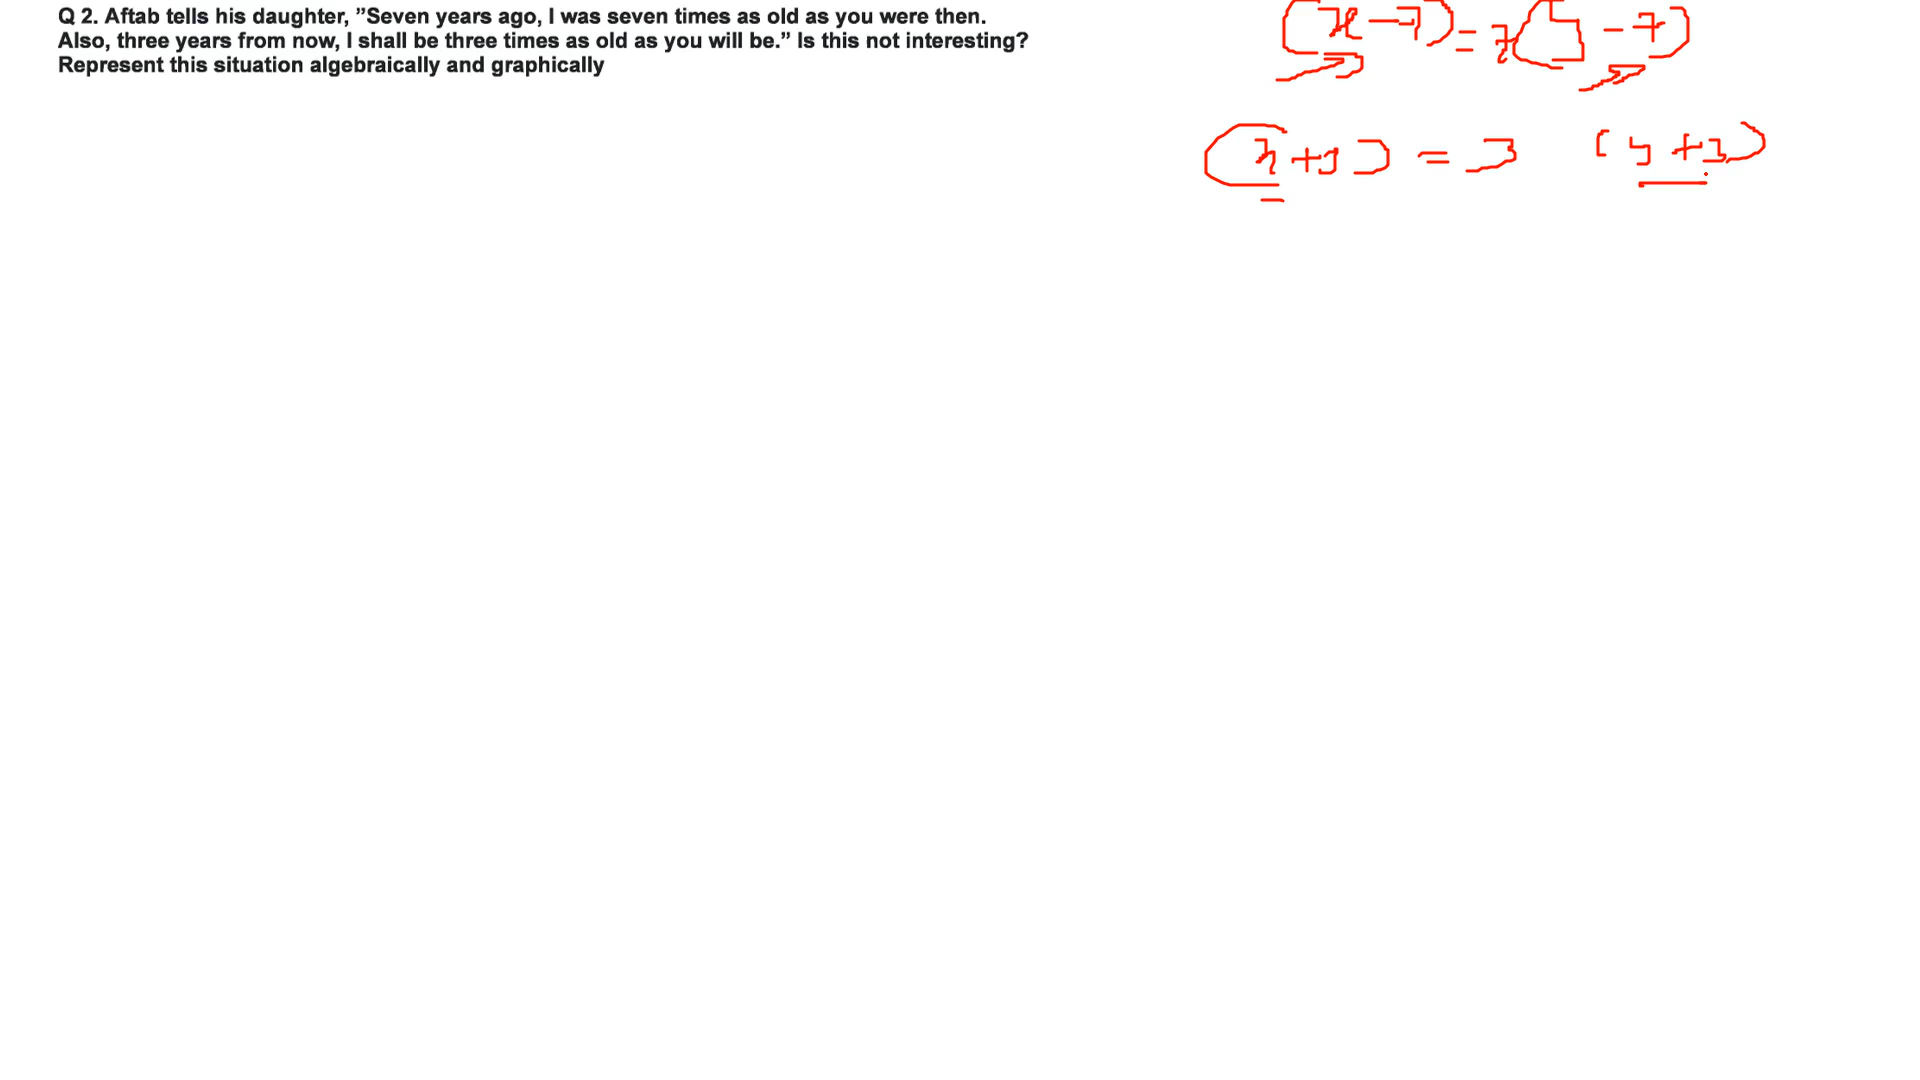 Q 2. Aftab tells his daughter, ”Seven years ago, I was seven times as old as you were then.
Also, three years from now, I shall be three times as old as you will be.” Is this not interesting?
Represent this situation algebraically and graphically
(x-7)=7( -7)
(x+3)=3 (y+3)